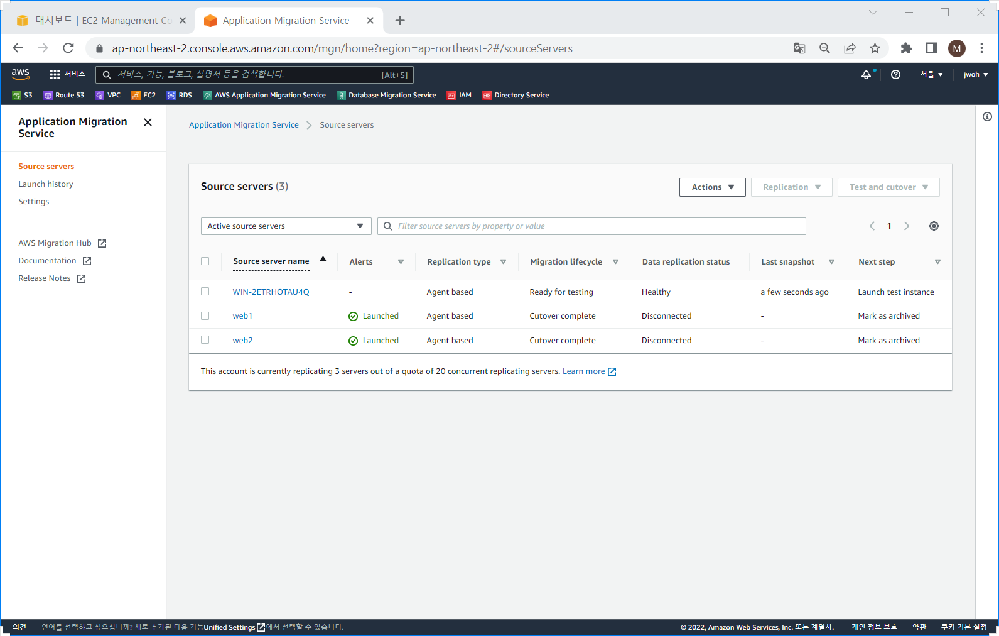 대시보드 | EC2 Management Co
Application Migration Service
ap-northeast-2.console.aws.amazon.com/mgn/home?region=ap-northeast-2#/sourceServers
M
aws
서비스
서비스, 기능, 블로그, 설명서 등을 검색합니다.
[Alt+S]
서울
jwoh
S3
Route 53
VPC
EC2
RDS
AWS Application Migration Service
Database Migration Service
IAM
Directory Service
Application Migration
Service
Source servers
Launch history
Settings
AWS Migration Hub
Documentation
Release Notes
Application Migration Service
Source servers
Source servers (3)
Actions
Replication
Test and cutover
Active source servers
Filter source servers by property or value
1
Source server name Alerts Replication type Migration lifecycle Data replication status Last snapshot Next step
WIN-2ETRHOTAU4Q - Agent based Ready for testing Healthy a few seconds ago Launch test instance
web1 Launched Agent based Cutover complete Disconnected - Mark as archived
web2 Launched Agent based Cutover complete Disconnected - Mark as archived
This account is currently replicating 3 servers out of a quota of 20 concurrent replicating servers. Learn more
의견
언어를 선택하고 싶으십니까? 새로 추가된 다음 기능Unified Settings에서 선택할 수 있습니다.
© 2022, Amazon Web Services, Inc. 또는 계열사.
개인 정보 보호
약관
쿠키 기본 설정